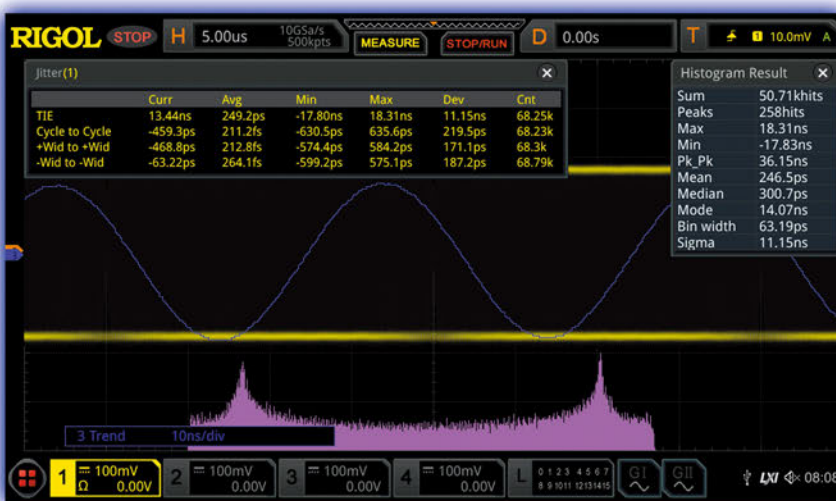 RIGOL STOP H 5.00us 10GSa/s 500kpts MEASURE STOP/RUN D 0.00s T 1 10.0mV A
Jitter(1)
Curr Avg Min Max Dev Cnt
TIE 13.44ns 249.2ps -17.80ns 18.31ns 11.15ns 68.25k
Cycle to Cycle -459.3ps 211.2fs -630.5ps 635.6ps 219.5ps 68.23k
+Wid to +Wid -468.8ps 212.8fs -574.4ps 584.2ps 171.1ps 68.3k
-Wid to -Wid -63.22ps 264.1fs -599.2ps 575.1ps 187.2ps 68.79k
Histogram Result
Sum 50.71khits
Peaks 258hits
Max 18.31ns
Min -17.83ns
Pk_Pk 36.15ns
Mean 246.5ps
Median 300.7ps
Mode 14.07ns
Bin width 63.19ps
Sigma 11.15ns
3 Trend 10ns/div
1 100mV Ω 0.00V
2 100mV 0.00V
3 100mV 0.00V
4 100mV 0.00V
L 0 1 2 3 4 5 6 7
8 9 10 11 12 13 14 15
GI GII
LXI 08:08